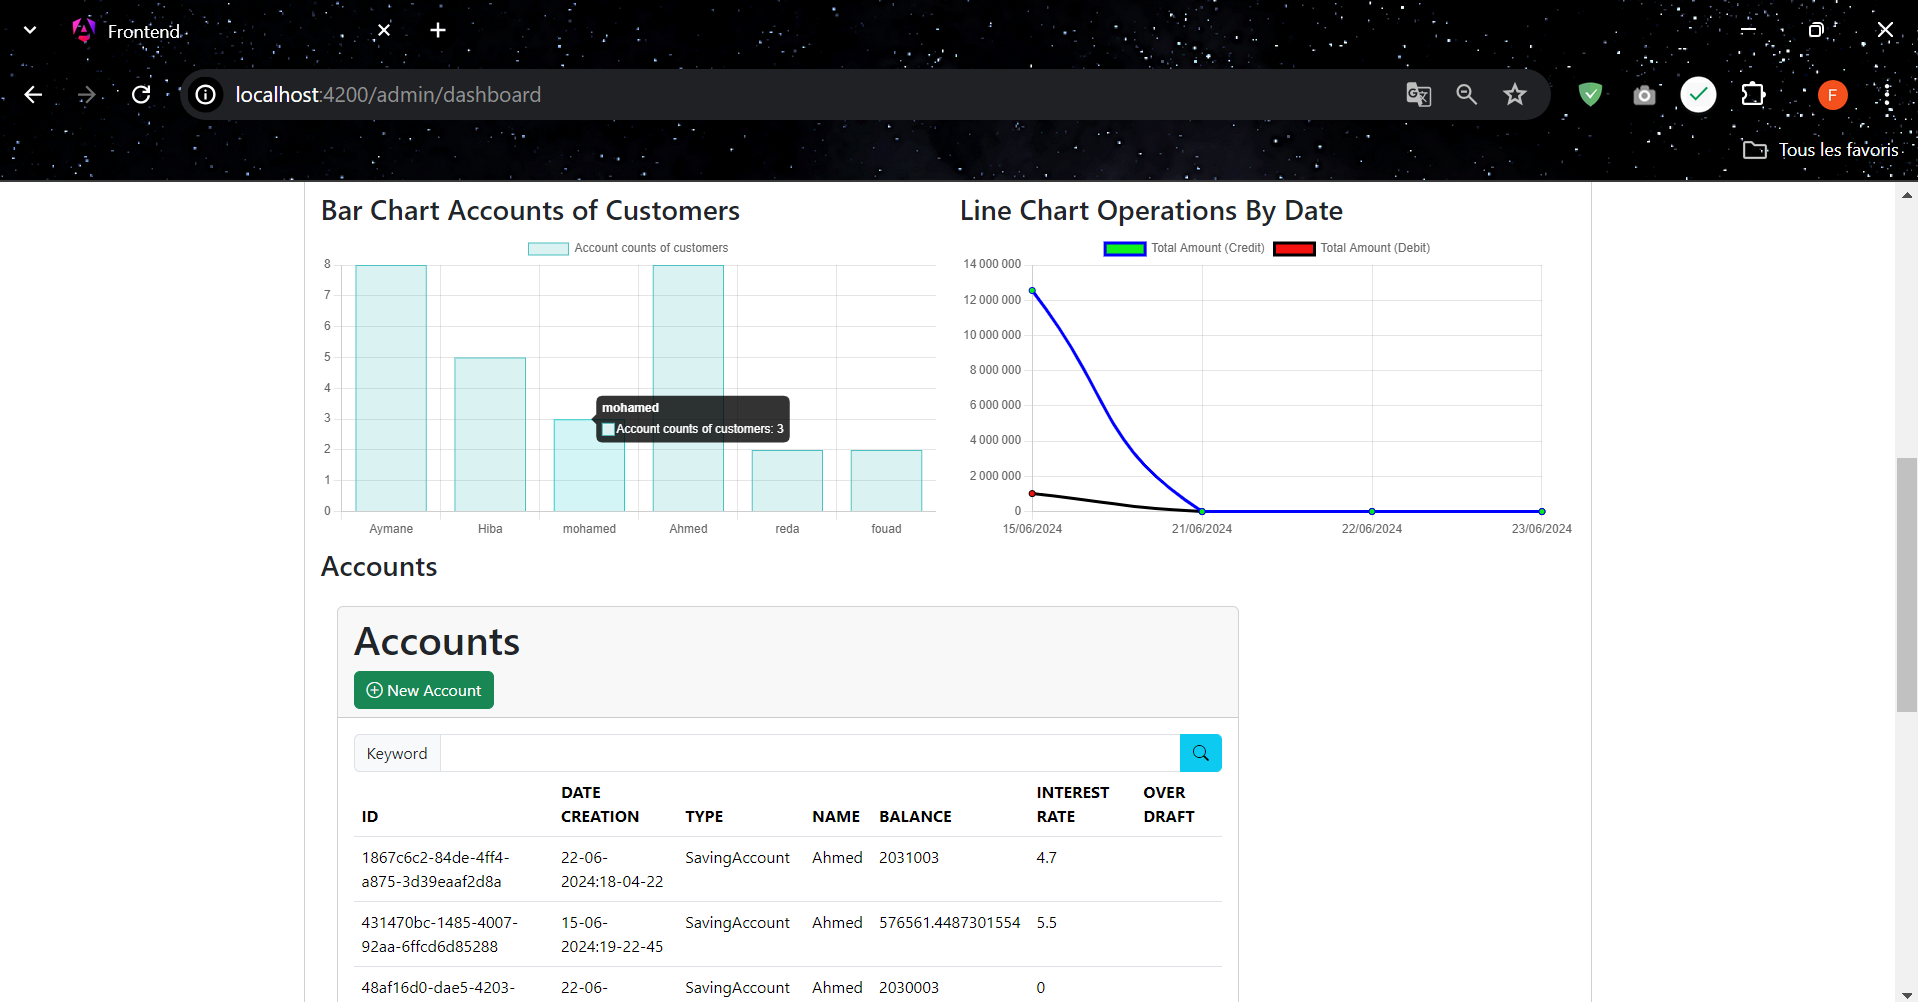 Frontend
localhost:4200/admin/dashboard
F
Tous les favoris
Bar Chart Accounts of Customers
Account counts of customers
8
7
6
5
4
3
2
1
0
mohamed
Account counts of customers: 3
Aymane Hiba mohamed Ahmed reda fouad
Line Chart Operations By Date
Total Amount (Credit) Total Amount (Debit)
14 000 000
12 000 000
10 000 000
8 000 000
6 000 000
4 000 000
2 000 000
0
15/06/2024 21/06/2024 22/06/2024 23/06/2024
Accounts
Accounts
New Account
Keyword
ID DATE CREATION TYPE NAME BALANCE INTEREST RATE OVER DRAFT
1867c6c2-84de-4ff4- 22-06- SavingAccount Ahmed 2031003 4.7
a875-3d39eaaf2d8a 2024:18-04-22
431470bc-1485-4007- 15-06- SavingAccount Ahmed 576561.4487301554 5.5
92aa-6ffcd6d85288 2024:19-22-45
48af16d0-dae5-4203- 22-06- SavingAccount Ahmed 2030003 0